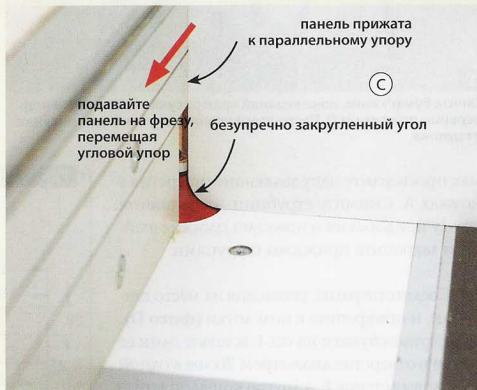 панель прижата
к параллельному упору
C
подавайте
панель на фрезу,
перемещая
угловой упор
безупречно закругленный угол